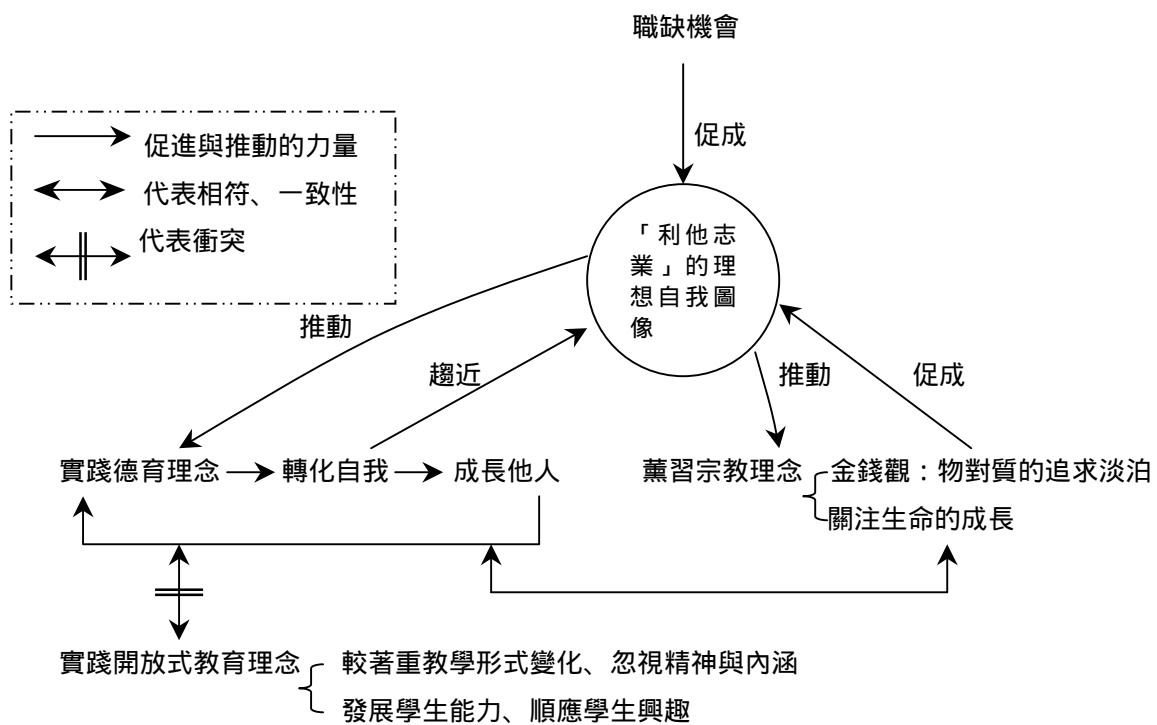 職缺機會
促進與推動的力量
代表相符、一致性
代表衝突
促成
「利他志
業」的理
想自我圖
像
推動
趨近
推動
促成
實踐德育理念
轉化自我
成長他人
薰習宗教理念
金錢觀：物對質的追求淡泊
關注生命的成長
實踐開放式教育理念
較著重教學形式變化、忽視精神與內涵
發展學生能力、順應學生興趣